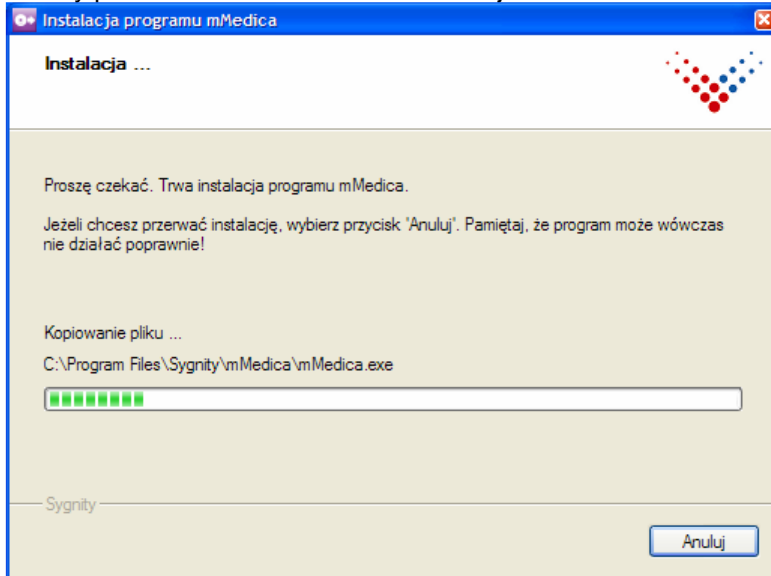 Instalacja programu mMedica
Instalacja ...
Proszę czekać. Trwa instalacja programu mMedica.
Jeżeli chcesz przerwać instalację, wybierz przycisk 'Anuluj'. Pamiętaj, że program może wówczas
nie działać poprawnie!
Kopiowanie pliku ...
C:\Program Files\Sygnity\mMedica\mMedica.exe
Sygnity
Anuluj